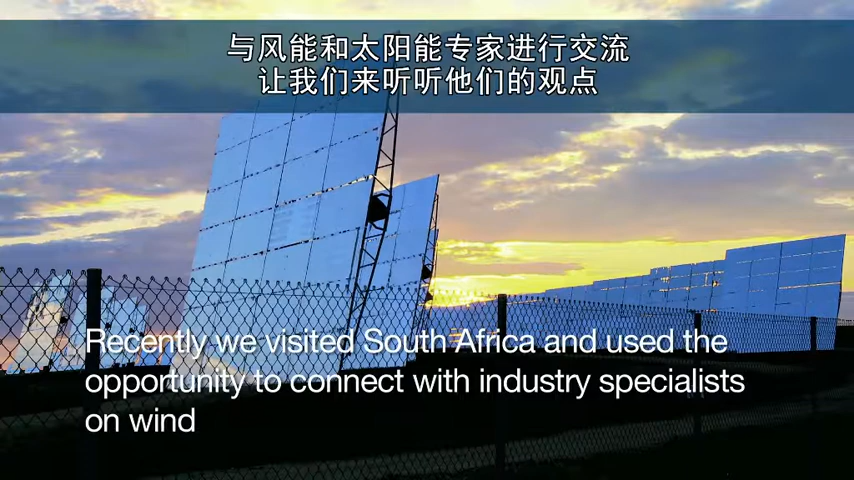 与风能和太阳能专家进行交流
让我们来听听他们的观点
Recently we visited South Africa and used the
opportunity to connect with industry specialists
on wind